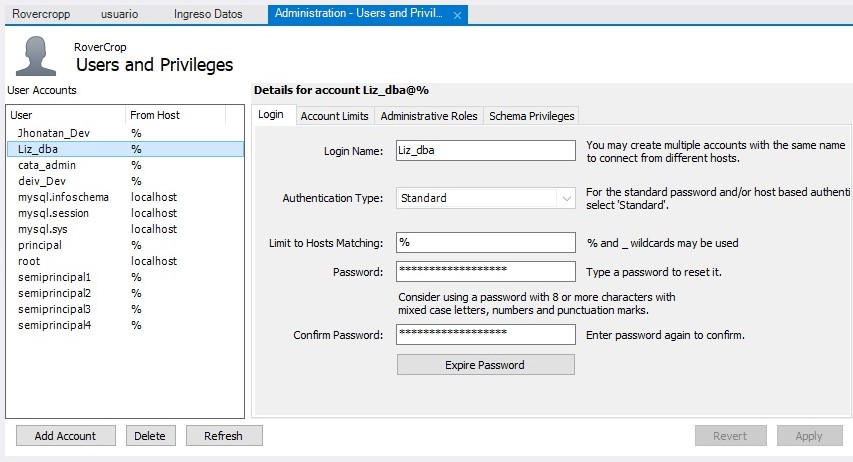 Rovercropp usuario Ingreso Datos Administration - Users and Privil...
RoverCrop
Users and Privileges
User Accounts
User From Host
Jhonatan_Dev %
Liz_dba %
cata_admin %
deiv_Dev %
mysql.infoschema localhost
mysql.session localhost
mysql.sys localhost
principal %
root localhost
semiprincipal1 %
semiprincipal2 %
semiprincipal3 %
semiprincipal4 %
Add Account Delete Refresh
Details for account Liz_dba@%
Login Account Limits Administrative Roles Schema Privileges
Login Name: Liz_dba You may create multiple accounts with the same name
to connect from different hosts.
Authentication Type: Standard For the standard password and/or host based authenti
select 'Standard'.
Limit to Hosts Matching: % % and _ wildcards may be used
Password: ****************** Type a password to reset it.
Consider using a password with 8 or more characters with
mixed case letters, numbers and punctuation marks.
Confirm Password: ****************** Enter password again to confirm.
Expire Password
Revert Apply